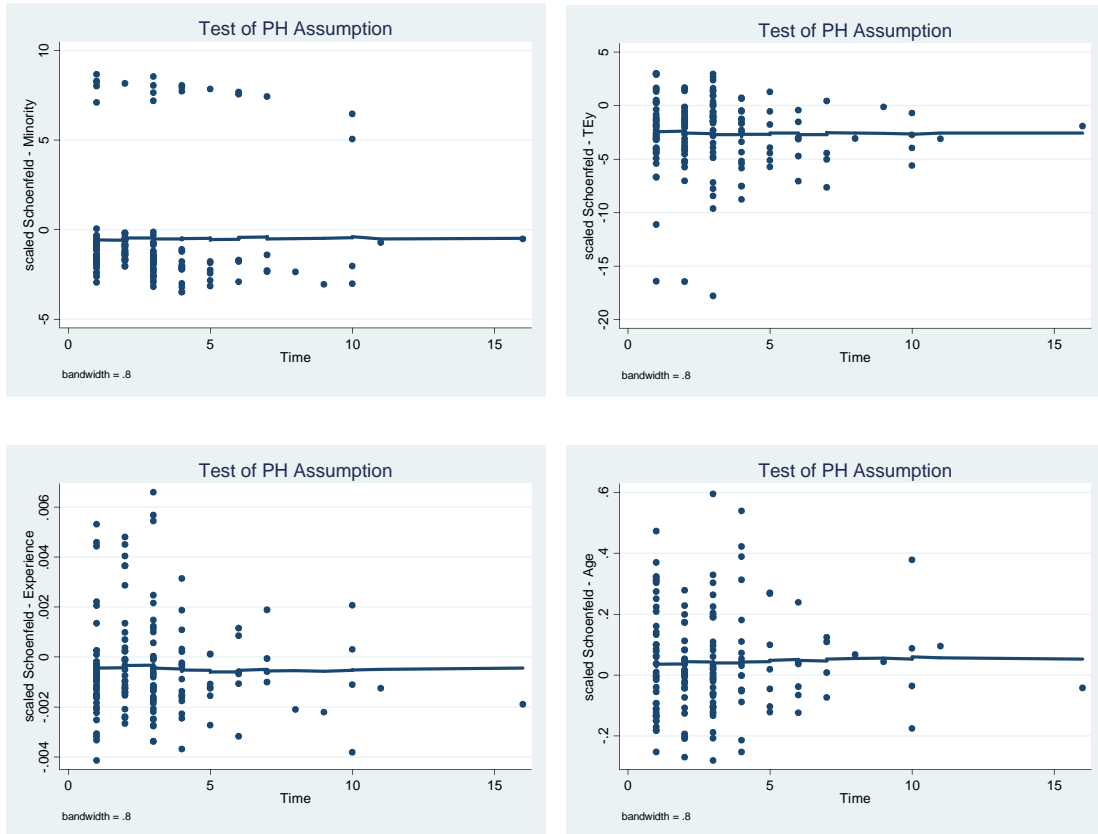 Test of PH Assumption
scaled Schoenfeld - Minority
10
5
0
-5
0
5
10
15
Time
bandwidth = .8
Test of PH Assumption
scaled Schoenfeld - TEy
5
0
-5
-10
-15
-20
0
5
10
15
Time
bandwidth = .8
Test of PH Assumption
scaled Schoenfeld - Experience
.006
.004
.002
0
-.002
-.004
0
5
10
15
Time
bandwidth = .8
Test of PH Assumption
scaled Schoenfeld - Age
.6
.4
.2
0
-.2
0
5
10
15
Time
bandwidth = .8